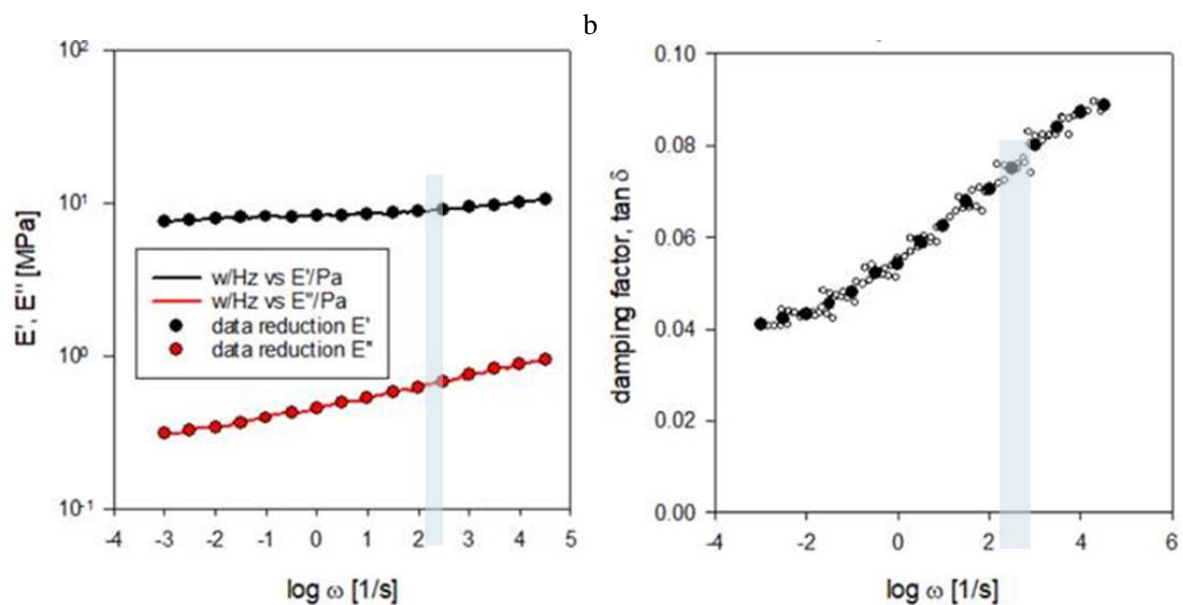 b
10²
10¹
10⁰
10⁻¹
E', E" [MPa]
w/Hz vs E'/Pa
w/Hz vs E"/Pa
data reduction E'
data reduction E"
-4 -3 -2 -1 0 1 2 3 4 5
log ω [1/s]
0.10
0.08
0.06
0.04
0.02
0.00
damping factor, tan δ
-4 -2 0 2 4 6
log ω [1/s]